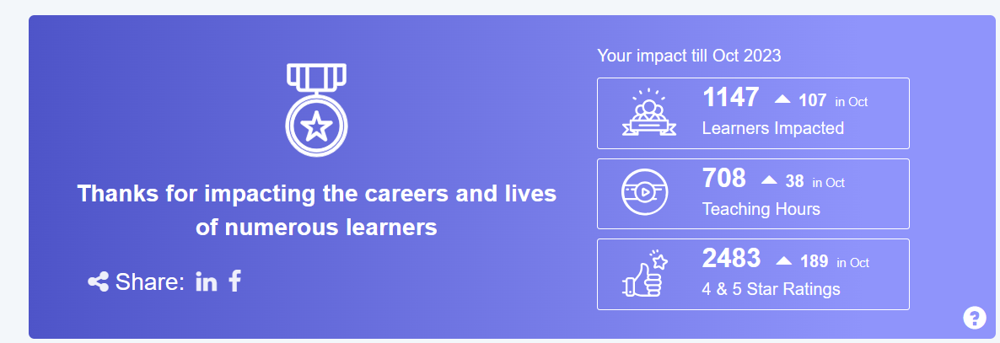 Thanks for impacting the careers and lives
of numerous learners
Share: in f
Your impact till Oct 2023
1147 107 in Oct
Learners Impacted
708 38 in Oct
Teaching Hours
2483 189 in Oct
4 & 5 Star Ratings
?